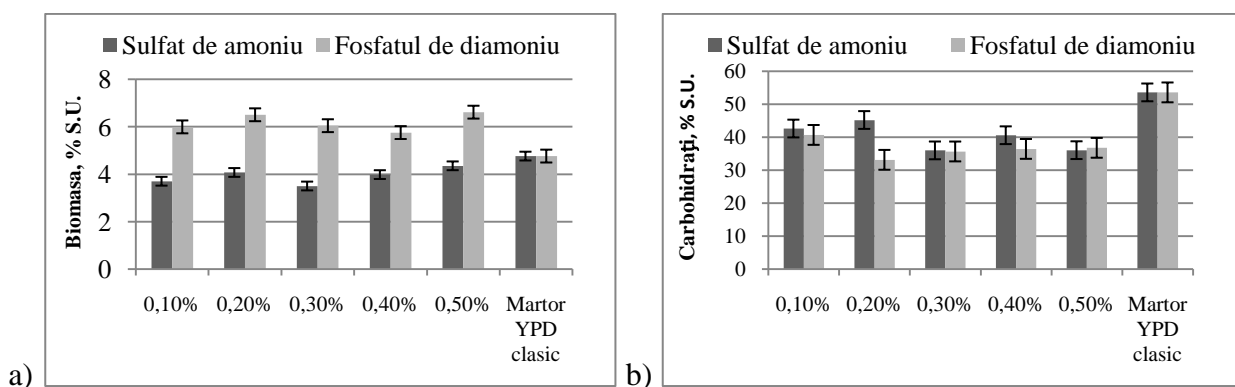 Sulfat de amoniu Fosfatul de diamoniu
Biomasa, % S.U.
8
6
4
2
0
0,10% 0,20% 0,30% 0,40% 0,50% Martor
YPD
clasic
a)
Sulfat de amoniu Fosfatul de diamoniu
Carbohidraţi, % S.U.
60
50
40
30
20
10
0
0,10% 0,20% 0,30% 0,40% 0,50% Martor
YPD
clasic
b)